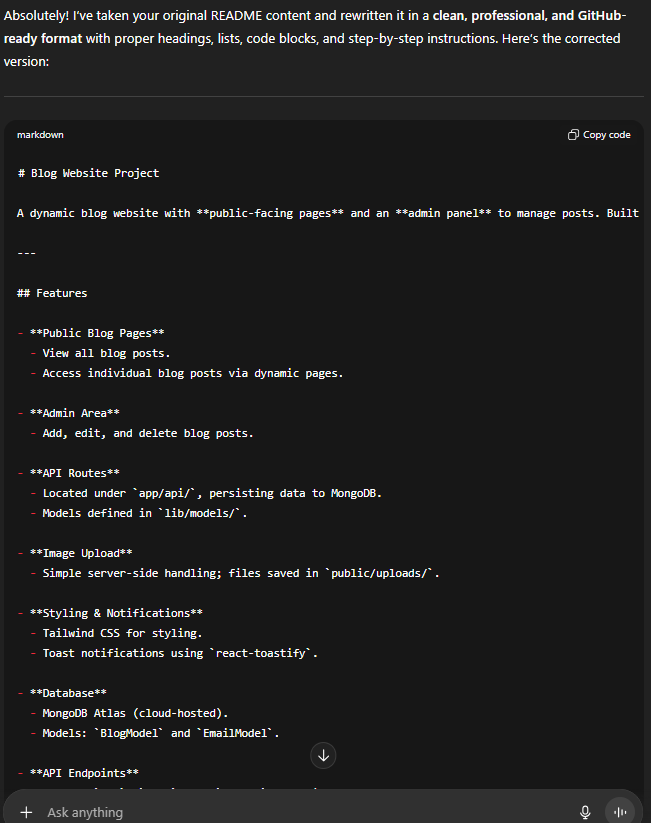 Absolutely! I’ve taken your original README content and rewritten it in a clean, professional, and GitHub-
ready format with proper headings, lists, code blocks, and step-by-step instructions. Here’s the corrected
version:
markdown
Copy code
# Blog Website Project
A dynamic blog website with **public-facing pages** and an **admin panel** to manage posts. Built
---
## Features
- **Public Blog Pages**
- View all blog posts.
- Access individual blog posts via dynamic pages.
- **Admin Area**
- Add, edit, and delete blog posts.
- **API Routes**
- Located under `app/api/`, persisting data to MongoDB.
- Models defined in `lib/models/`.
- **Image Upload**
- Simple server-side handling; files saved in `public/uploads/`.
- **Styling & Notifications**
- Tailwind CSS for styling.
- Toast notifications using `react-toastify`.
- **Database**
- MongoDB Atlas (cloud-hosted).
- Models: `BlogModel` and `EmailModel`.
- **API Endpoints**
Ask anything